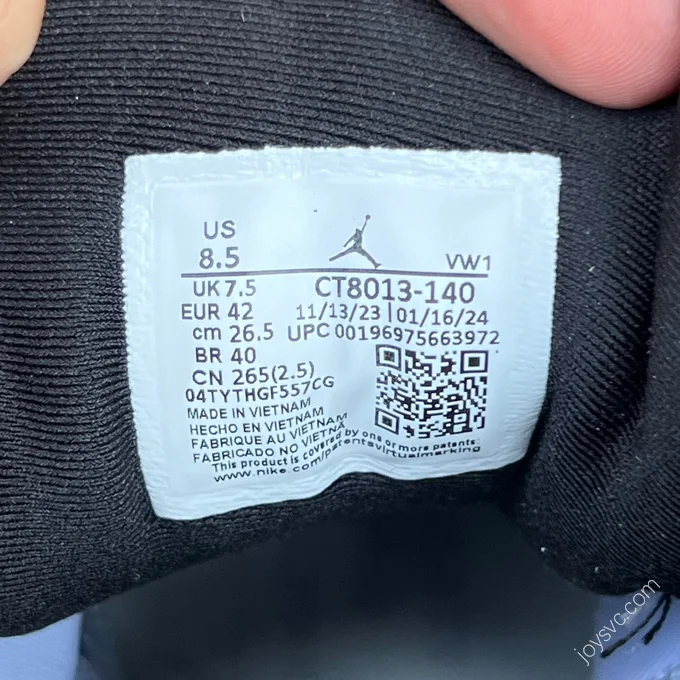 US
8.5
VW1
UK 7.5
CT8013-140
EUR 42
11/13/23 | 01/16/24
cm 26.5
UPC 00196975663972
BR 40
CN 265(2.5)
04TYTHGF557CG
MADE IN VIETNAM
HECHO EN VIETNAM
FABRIQUE AU VIETNAM
FABRICADO NO VIETNÃ
This product is covered by one or more patents:
www.nike.com/patentsvirtualmarking
joysvc.com